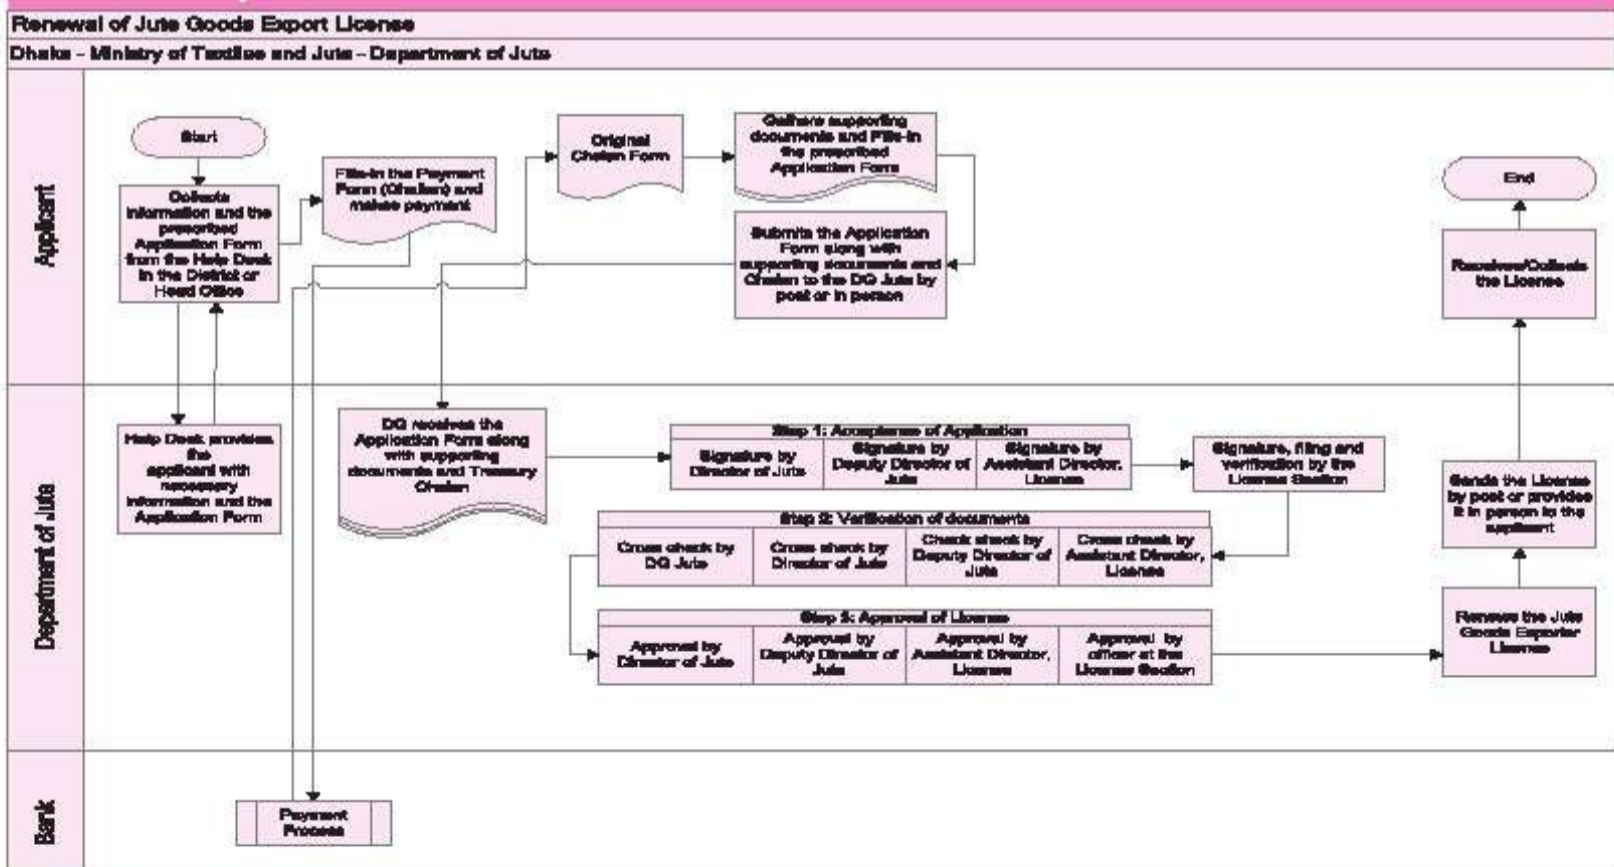 Renewal of Jute Goods Export License
Dhaka - Ministry of Textiles and Jute - Department of Jute
Applicant
Start
Collects
information and the
prescribed
Application Form
from the Help Desk
in the District or
Head Office
Fills-in the Payment
Form (Chalan) and
makes payment
Original
Chalan Form
Gathers supporting
documents and Fills-in
the prescribed
Application Form
Submits the Application
Form along with
supporting documents and
Chalan to the DG Jute by
post or in person
End
Receives/Collects
the License
Department of Jute
Help Desk provides
the
applicant with
necessary
information and the
Application Form
DG receives the
Application Form along
with supporting
documents and Treasury
Chalan
Step 1: Acceptance of Application
Signature by
Director of Jute
Signature by
Deputy Director of
Jute
Signature by
Assistant Director,
License
Signature, filing and
verification by the
License Section
Step 2: Verification of documents
Cross check by
DG Jute
Cross check by
Director of Jute
Check check by
Deputy Director of
Jute
Cross check by
Assistant Director,
License
Step 3: Approval of License
Approval by
Director of Jute
Approval by
Deputy Director of
Jute
Approval by
Assistant Director,
License
Approval by
officer at the
License Section
Sends the License
by post or provides
it in person to the
applicant
Renews the Jute
Goods Exporter
License
Bank
Payment
Process